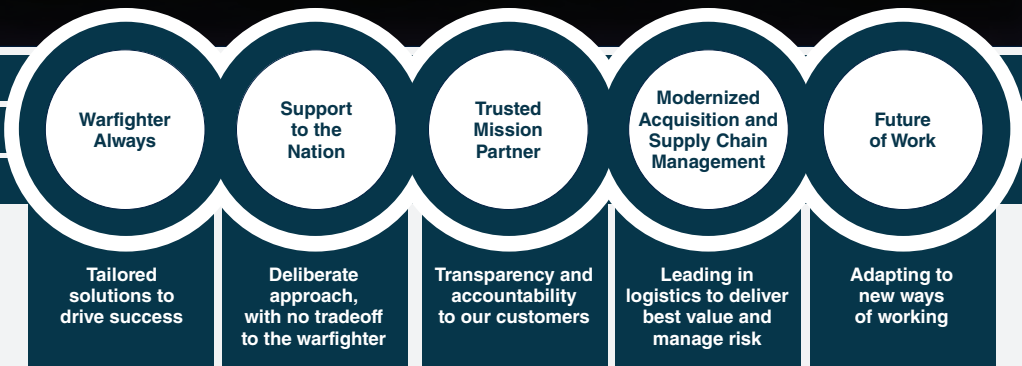 Warfighter
Always
Support
to the
Nation
Trusted
Mission
Partner
Modernized
Acquisition and
Supply Chain
Management
Future
of Work
Tailored
solutions to
drive success
Deliberate
approach,
with no tradeoff
to the warfighter
Transparency and
accountability
to our customers
Leading in
logistics to deliver
best value and
manage risk
Adapting to
new ways
of working